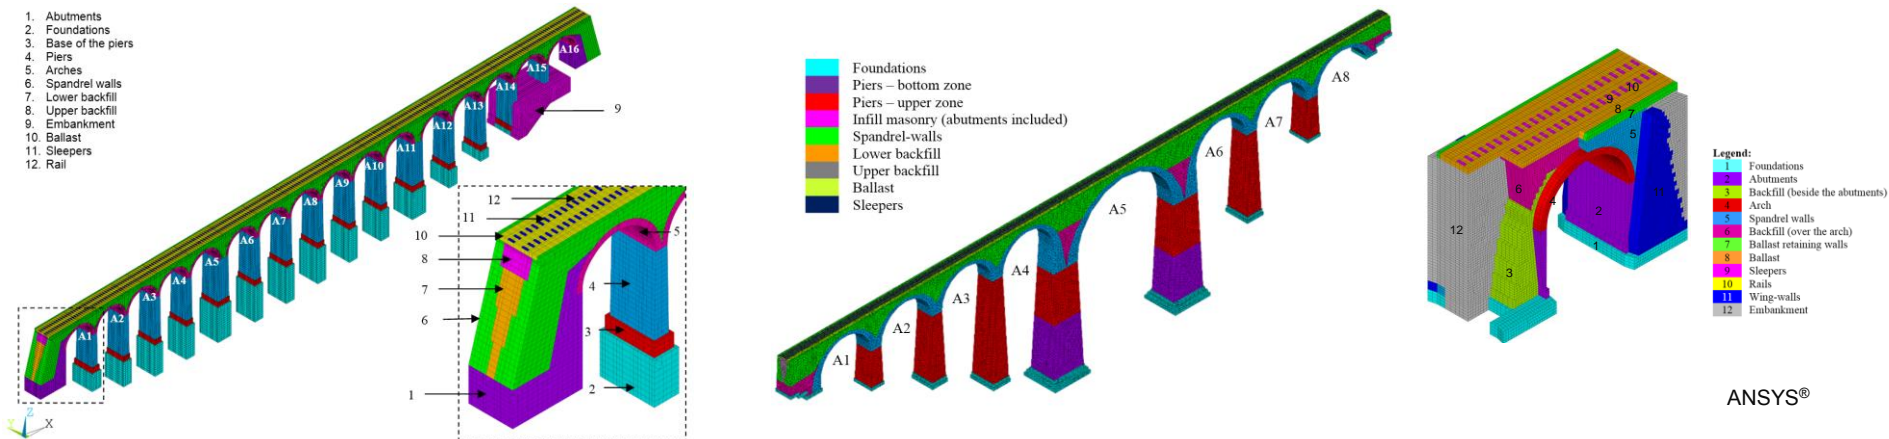 1. Abutments
2. Foundations
3. Base of the piers
4. Piers
5. Arches
6. Spandrel walls
7. Lower backfill
8. Upper backfill
9. Embankment
10. Ballast
11. Sleepers
12. Rail
A1
A2
A3
A4
A5
A6
A7
A8
A9
A10
A11
A12
A13
A14
A15
A16
9
12
11
10
8
7
6
5
4
3
2
1
Z
Y
X
Foundations
Piers – bottom zone
Piers – upper zone
Infill masonry (abutments included)
Spandrel-walls
Lower backfill
Upper backfill
Ballast
Sleepers
A1
A2
A3
A4
A5
A6
A7
A8
10
9
8
7
5
6
4
11
12
2
3
1
Legend:
1 Foundations
2 Abutments
3 Backfill (beside the abutments)
4 Arch
5 Spandrel walls
6 Backfill (over the arch)
7 Ballast retaining walls
8 Ballast
9 Sleepers
10 Rails
11 Wing-walls
12 Embankment
ANSYS®